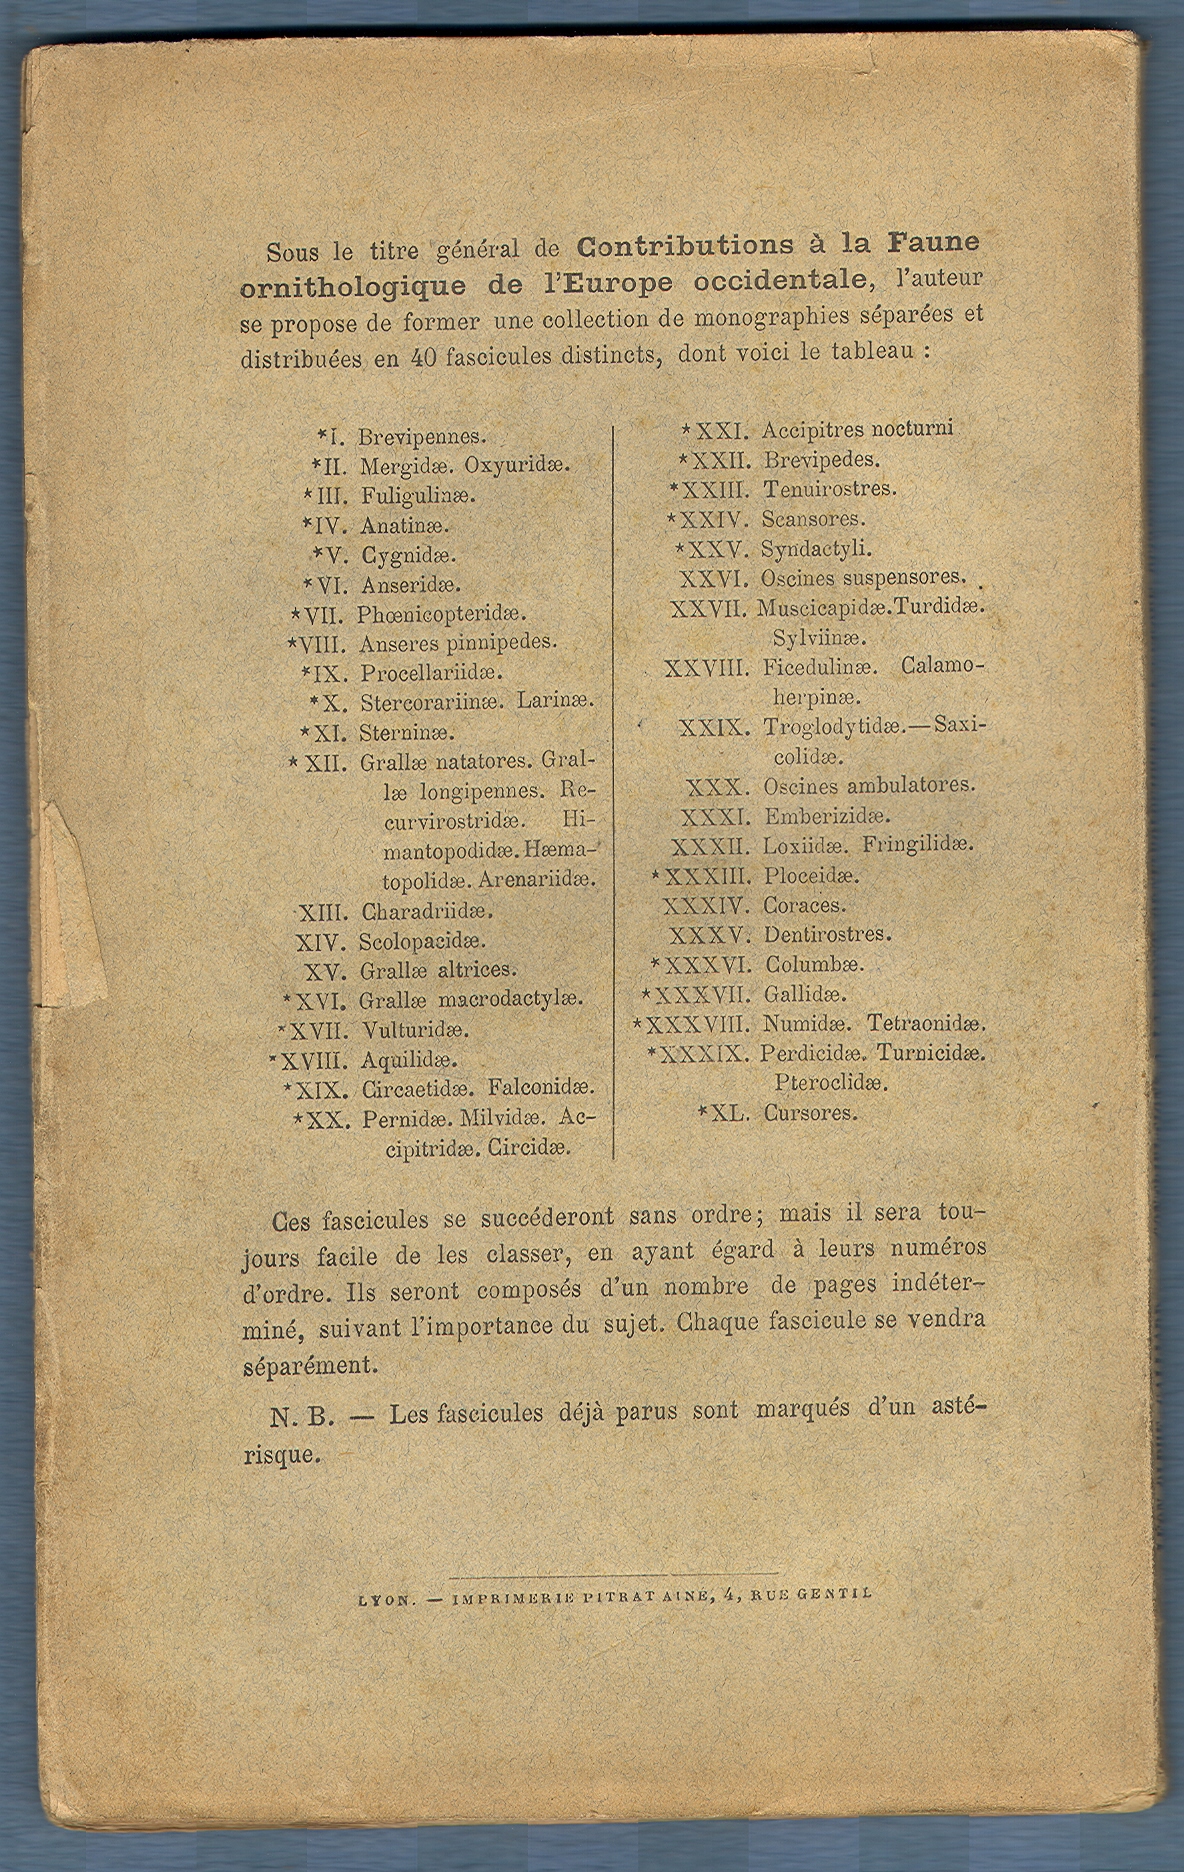 Sous le titre général de Contributions à la Faune
ornithologique de l'Europe occidentale, l'auteur
se propose de former une collection de monographies séparées et
distribuées en 40 fascicules distincts, dont voici le tableau :
*I. Brevipennes.
*II. Mergidæ. Oxyuridæ.
*III. Fuligulinæ.
*IV. Anatinæ.
*V. Cygnidæ.
*VI. Anseridæ.
*VII. Phœnicopteridæ.
*VIII. Anseres pinnipedes.
*IX. Procellariidæ.
*X. Stercorariinæ. Larinæ.
*XI. Sterninæ.
*XII. Grallæ natatores. Gral-
læ longipennes. Re-
curvirostridæ. Hi-
mantopodidæ. Hæma-
topolidæ. Arenariidæ.
XIII. Charadriidæ.
XIV. Scolopacidæ.
XV. Grallæ altrices.
*XVI. Grallæ macrodactylæ.
*XVII. Vulturidæ.
*XVIII. Aquilidæ.
*XIX. Circaetidæ. Falconidæ.
*XX. Pernidæ. Milvidæ. Ac-
cipitridæ. Circidæ.
*XXI. Accipitres nocturni
*XXII. Brevipedes.
*XXIII. Tenuirostres.
*XXIV. Scansores.
*XXV. Syndactyli.
XXVI. Oscines suspensores.
XXVII. Muscicapidæ. Turdidæ.
Sylviinæ.
XXVIII. Ficedulinæ. Calamo-
herpinæ.
XXIX. Troglodytidæ. — Saxi-
colidæ.
XXX. Oscines ambulatores.
XXXI. Emberizidæ.
XXXII. Loxiidæ. Fringilidæ.
*XXXIII. Ploceidæ.
XXXIV. Coraces.
XXXV. Dentirostres.
*XXXVI. Columbæ.
*XXXVII. Gallidæ.
*XXXVIII. Numidæ. Tetraonidæ.
*XXXIX. Perdicidæ. Turnicidæ.
Pteroclidæ.
*XL. Cursores.
Ces fascicules se succéderont sans ordre; mais il sera tou-
jours facile de les classer, en ayant égard à leurs numéros
d'ordre. Ils seront composés d'un nombre de pages indéter-
miné, suivant l'importance du sujet. Chaque fascicule se vendra
séparément.
N. B. — Les fascicules déjà parus sont marqués d'un asté-
risque.
LYON. — IMPRIMERIE PITRAT AINÉ, 4, RUE GENTIL